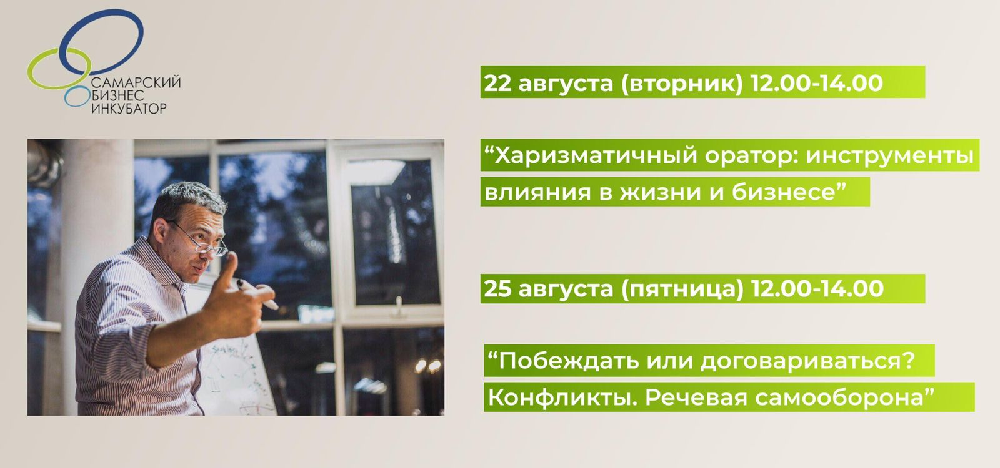 САМАРСКИЙ
БИЗНЕС
ИНКУБАТОР
22 августа (вторник) 12.00-14.00
“Харизматичный оратор: инструменты
влияния в жизни и бизнесе”
25 августа (пятница) 12.00-14.00
“Побеждать или договариваться?
Конфликты. Речевая самооборона”